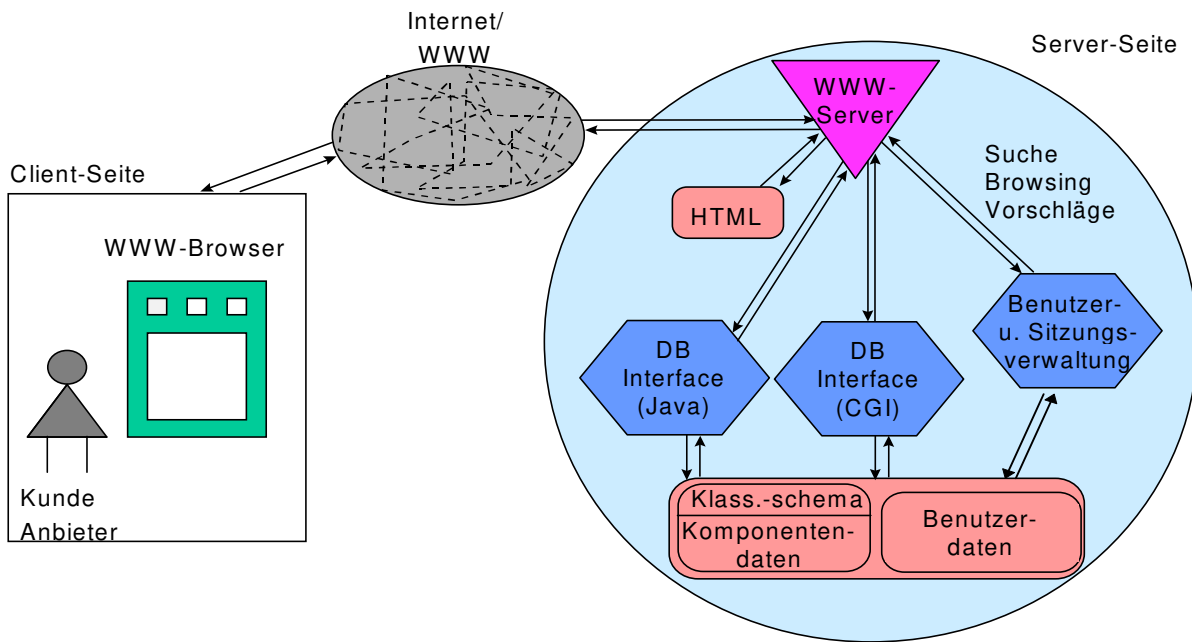 Internet/
WWW
Server-Seite
WWW-
Server
Client-Seite
WWW-Browser
Suche
Browsing
Vorschläge
HTML
Benutzer-
u. Sitzungs-
verwaltung
DB
Interface
(Java)
DB
Interface
(CGI)
Kunde
Anbieter
Klass.-schema
Komponenten-
daten
Benutzer-
daten